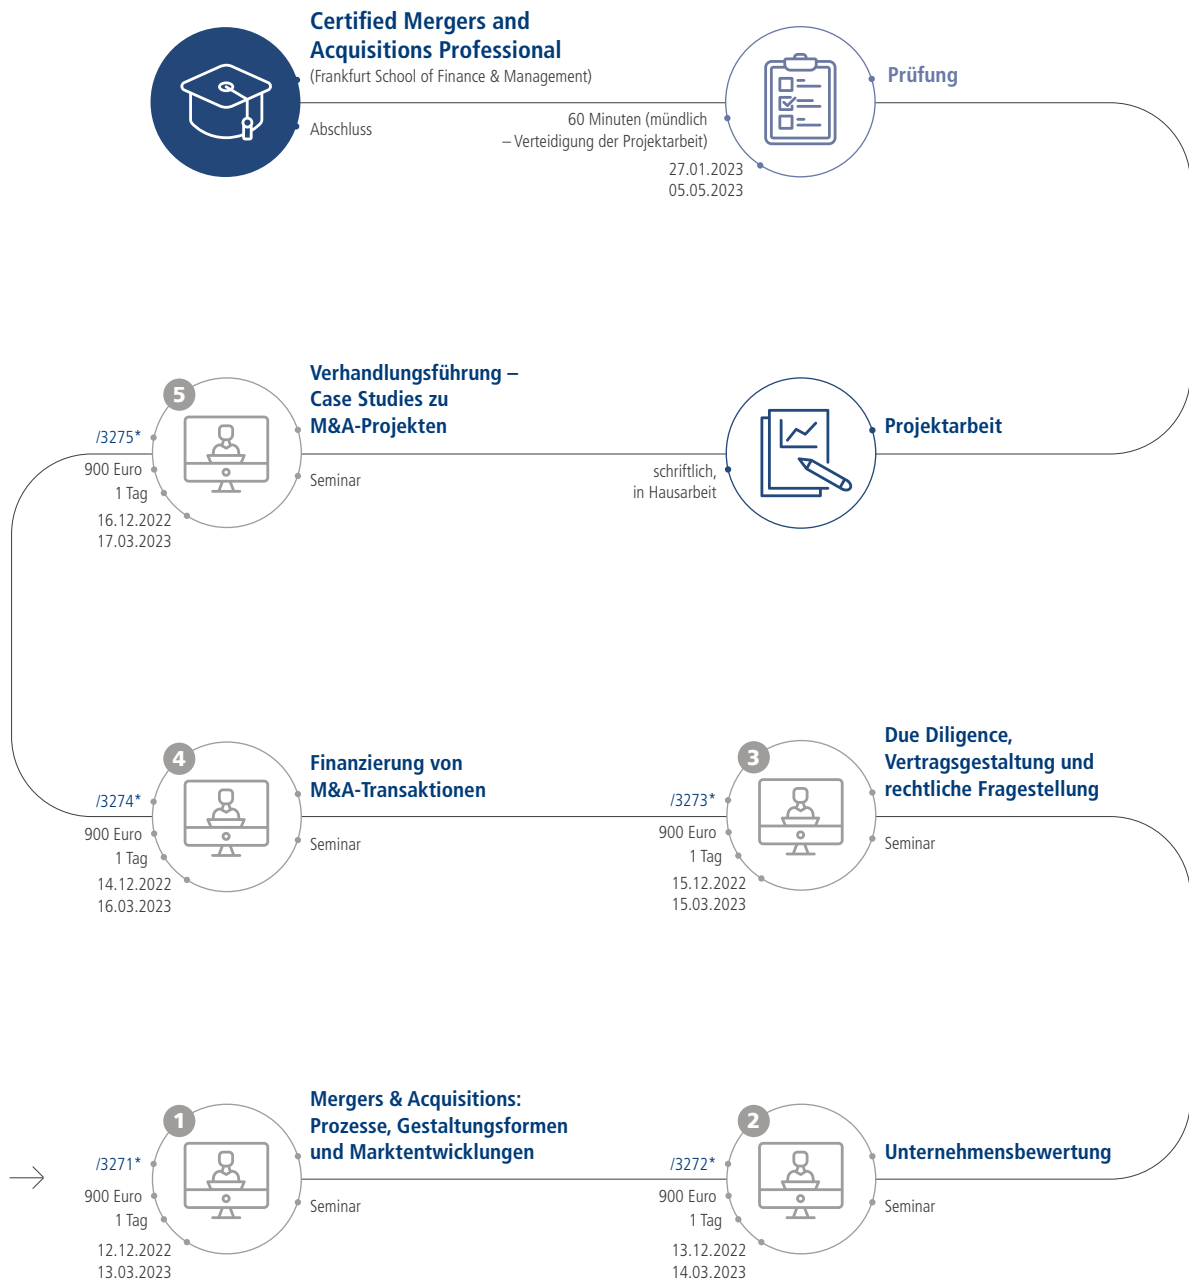 Certified Mergers and
Acquisitions Professional
(Frankfurt School of Finance & Management)
Abschluss
Prüfung
60 Minuten (mündlich
– Verteidigung der Projektarbeit)
27.01.2023
05.05.2023
5
Verhandlungsführung –
Case Studies zu
M&A-Projekten
/3275*
900 Euro
1 Tag
16.12.2022
17.03.2023
Seminar
Projektarbeit
schriftlich,
in Hausarbeit
4
Finanzierung von
M&A-Transaktionen
/3274*
900 Euro
1 Tag
14.12.2022
16.03.2023
Seminar
3
Due Diligence,
Vertragsgestaltung und
rechtliche Fragestellung
/3273*
900 Euro
1 Tag
15.12.2022
15.03.2023
Seminar
1
Mergers & Acquisitions:
Prozesse, Gestaltungsformen
und Marktentwicklungen
/3271*
900 Euro
1 Tag
12.12.2022
13.03.2023
Seminar
2
Unternehmensbewertung
/3272*
900 Euro
1 Tag
13.12.2022
14.03.2023
Seminar